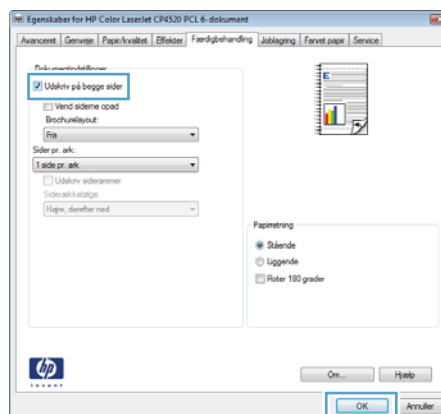 Egenskaber for HP Color LaserJet CP4520 PCL 6-dokument
Avanceret Genveje Papir/kvalitet Effekter Færdigbehandling Joblagring Farvet papir Service
Dokumentindstillinger
Udskriv på begge sider
Vend siderne opad
Brochurelayout:
Fra
Sider pr. ark:
1 side pr. ark
Udskriv siderammer
Siderækkefølge:
Højre, derefter ned
E
Papirretning
Stående
Liggende
Roter 180 grader
hp
invent
Om... Hjælp
OK Annuller